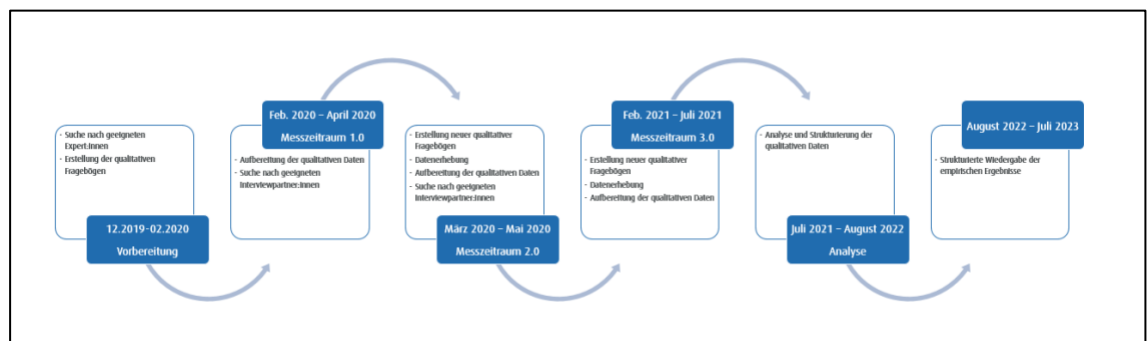 - Suche nach geeigneten
Expert:innen
- Erstellung der qualitativen
Fragebögen
12.2019-02.2020
Vorbereitung
Feb. 2020 – April 2020
Messzeitraum 1.0
- Aufbereitung der qualitativen Daten
- Suche nach geeigneten
Interviewpartner:innen
- Erstellung neuer qualitativer
Fragebögen
- Datenerhebung
- Aufbereitung der qualitativen Daten
- Suche nach geeigneten
Interviewpartner:innen
März 2020 – Mai 2020
Messzeitraum 2.0
Feb. 2021 – Juli 2021
Messzeitraum 3.0
- Erstellung neuer qualitativer
Fragebögen
- Datenerhebung
- Aufbereitung der qualitativen Daten
- Analyse und Strukturierung der
qualitativen Daten
Juli 2021 – August 2022
Analyse
August 2022 – Juli 2023
- Strukturierte Wiedergabe der
empirischen Ergebnisse